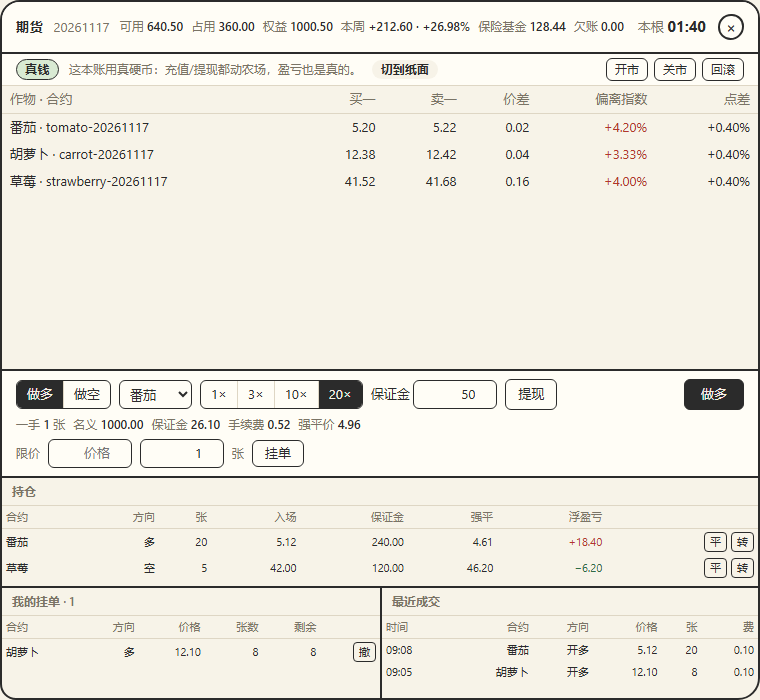 期货 20261117 可用 640.50 占用 360.00 权益 1000.50 本周 +212.60 · +26.98% 保险基金 128.44 欠账 0.00 本根 01:40 ×
真钱 这本账用真硬币：充值/提现都动农场，盈亏也是真的。 切到纸面 开市 关市 回滚
作物 · 合约 买一 卖一 价差 偏离指数 点差
番茄 · tomato-20261117 5.20 5.22 0.02 +4.20% +0.40%
胡萝卜 · carrot-20261117 12.38 12.42 0.04 +3.33% +0.40%
草莓 · strawberry-20261117 41.52 41.68 0.16 +4.00% +0.40%
做多 做空 番茄 1× 3× 10× 20× 保证金 50 提现 做多
一手 1 张 名义 1000.00 保证金 26.10 手续费 0.52 强平价 4.96
限价 价格 1 张 挂单
持仓
合约 方向 张 入场 保证金 强平 浮盈亏
番茄 多 20 5.12 240.00 4.61 +18.40 平 转
草莓 空 5 42.00 120.00 46.20 −6.20 平 转
我的挂单 · 1
合约 方向 价格 张数 剩余
胡萝卜 多 12.10 8 8 撤
最近成交
时间 合约 方向 价格 张 费
09:08 番茄 开多 5.12 20 0.10
09:05 胡萝卜 开多 12.10 8 0.10